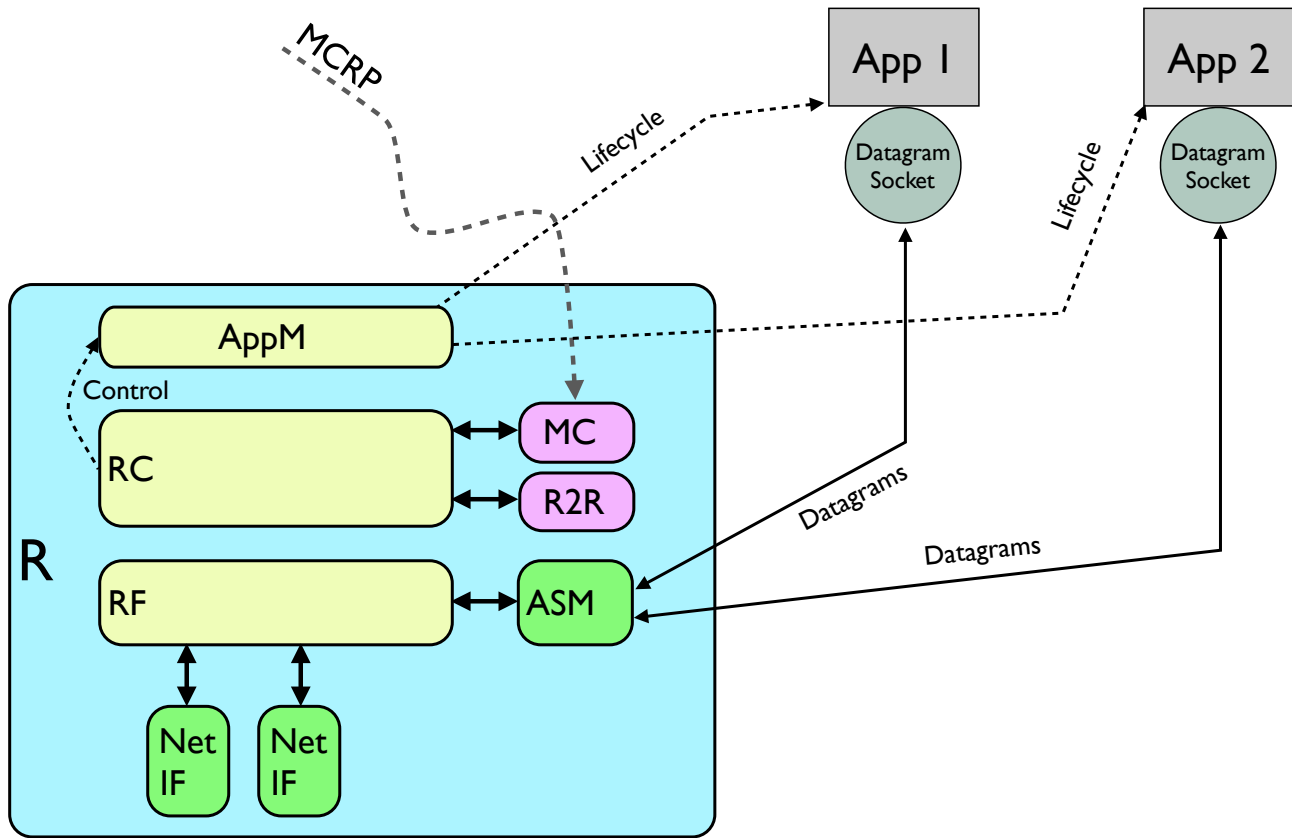 MCRP
App 1
App 2
Datagram
Socket
Datagram
Socket
Lifecycle
Lifecycle
AppM
Control
RC
MC
R2R
R
RF
ASM
Datagrams
Datagrams
Net
IF
Net
IF